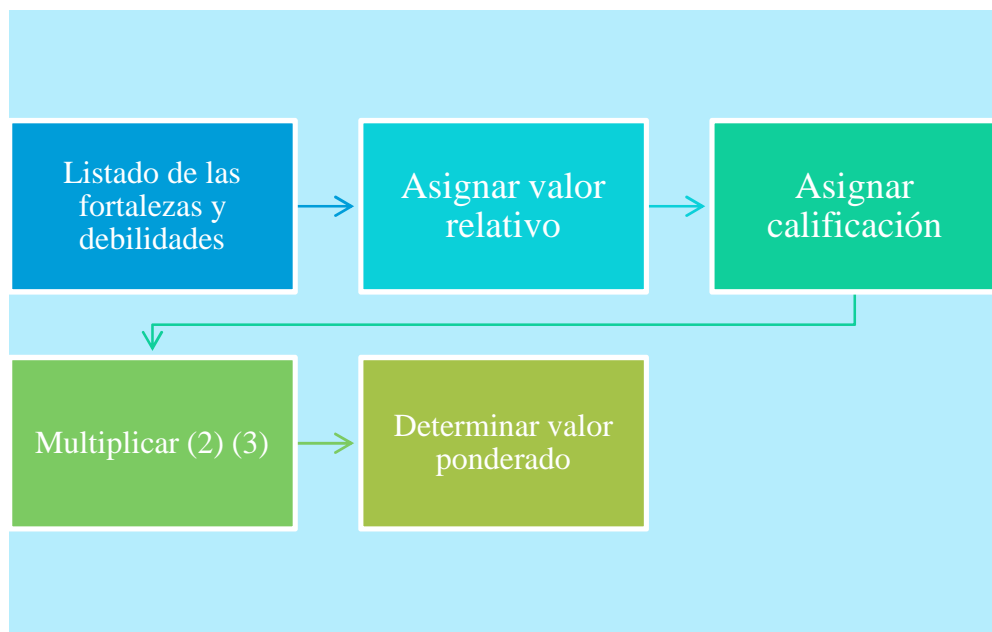 Listado de las
fortalezas y
debilidades
Asignar valor
relativo
Asignar
calificación
Multiplicar (2) (3)
Determinar valor
ponderado